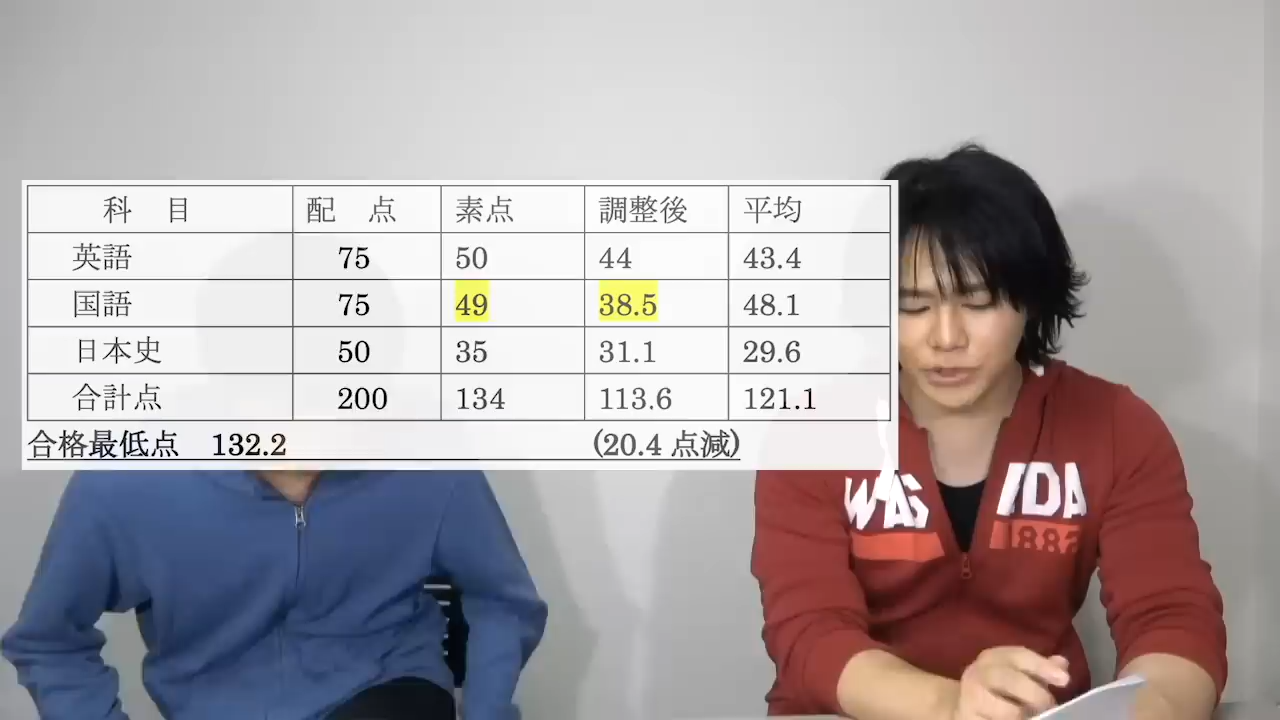 科 目 配 点 素点 調整後 平均
英語 75 50 44 43.4
国語 75 49 38.5 48.1
日本史 50 35 31.1 29.6
合計点 200 134 113.6 121.1
合格最低点 132.2 (20.4 点減)
WAS IDA
1882